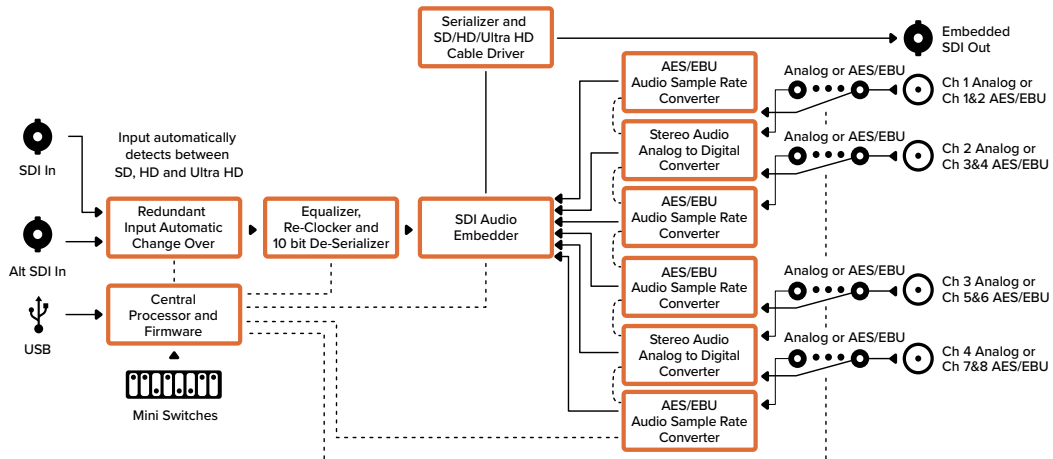 Serializer and
SD/HD/Ultra HD
Cable Driver
Embedded
SDI Out
AES/EBU
Audio Sample Rate
Converter
Analog or AES/EBU
Ch 1 Analog or
Ch 1&2 AES/EBU
SDI In
Input automatically
detects between
SD, HD and Ultra HD
Stereo Audio
Analog to Digital
Converter
Analog or AES/EBU
Ch 2 Analog or
Ch 3&4 AES/EBU
Alt SDI In
Redundant
Input Automatic
Change Over
Equalizer,
Re-Clocker and
10 bit De-Serializer
SDI Audio
Embedder
AES/EBU
Audio Sample Rate
Converter
USB
Central
Processor and
Firmware
AES/EBU
Audio Sample Rate
Converter
Analog or AES/EBU
Ch 3 Analog or
Ch 5&6 AES/EBU
Stereo Audio
Analog to Digital
Converter
Analog or AES/EBU
Ch 4 Analog or
Ch 7&8 AES/EBU
Mini Switches
AES/EBU
Audio Sample Rate
Converter